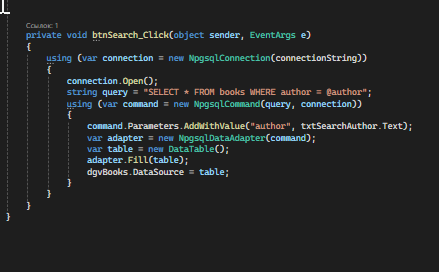 Ссылок: 1
private void btnSearch_Click(object sender, EventArgs e)
{
using (var connection = new NpgsqlConnection(connectionString))
{
connection.Open();
string query = "SELECT * FROM books WHERE author = @author";
using (var command = new NpgsqlCommand(query, connection))
{
command.Parameters.AddWithValue("author", txtSearchAuthor.Text);
var adapter = new NpgsqlDataAdapter(command);
var table = new DataTable();
adapter.Fill(table);
dgvBooks.DataSource = table;
}
}
}
}